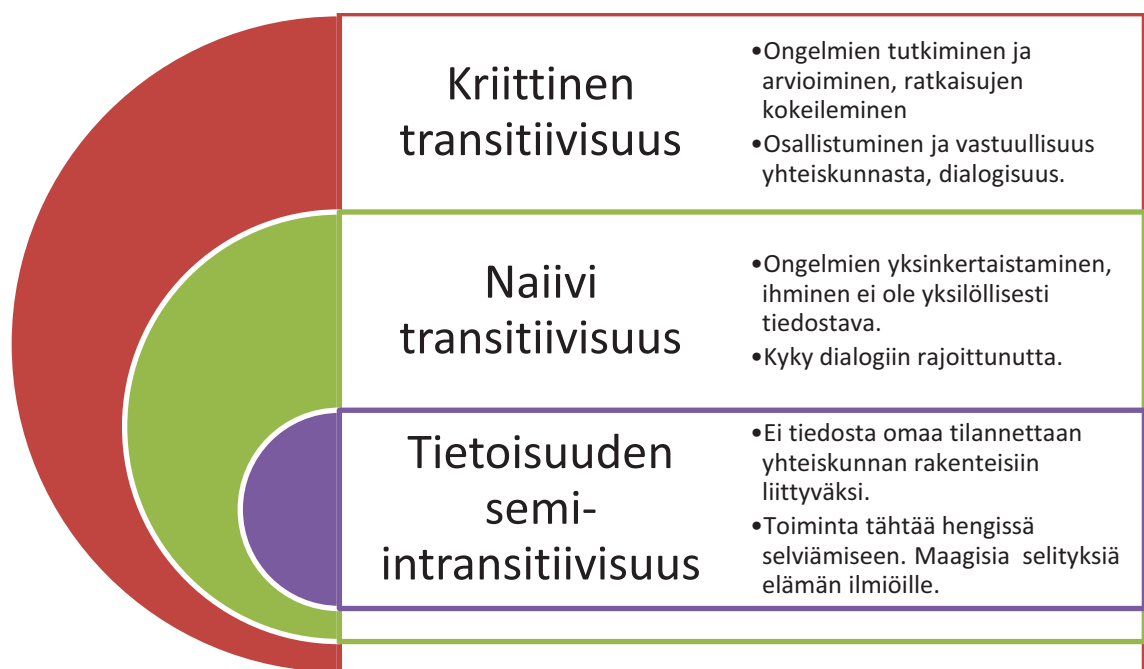 Kriittinen
transitiivisuus
•Ongelmien tutkiminen ja
arvioiminen, ratkaisujen
kokeileminen
•Osallistuminen ja vastuullisuus
yhteiskunnasta, dialogisuus.
Naiivi
transitiivisuus
•Ongelmien yksinkertaistaminen,
ihminen ei ole yksilöllisesti
tiedostava.
•Kyky dialogiin rajoittunutta.
Tietoisuuden
semi-
intransitiivisuus
•Ei tiedosta omaa tilannettaan
yhteiskunnan rakenteisiin
liittyväksi.
•Toiminta tähtää hengissä
selviämiseen. Maagisia selityksiä
elämän ilmiöille.